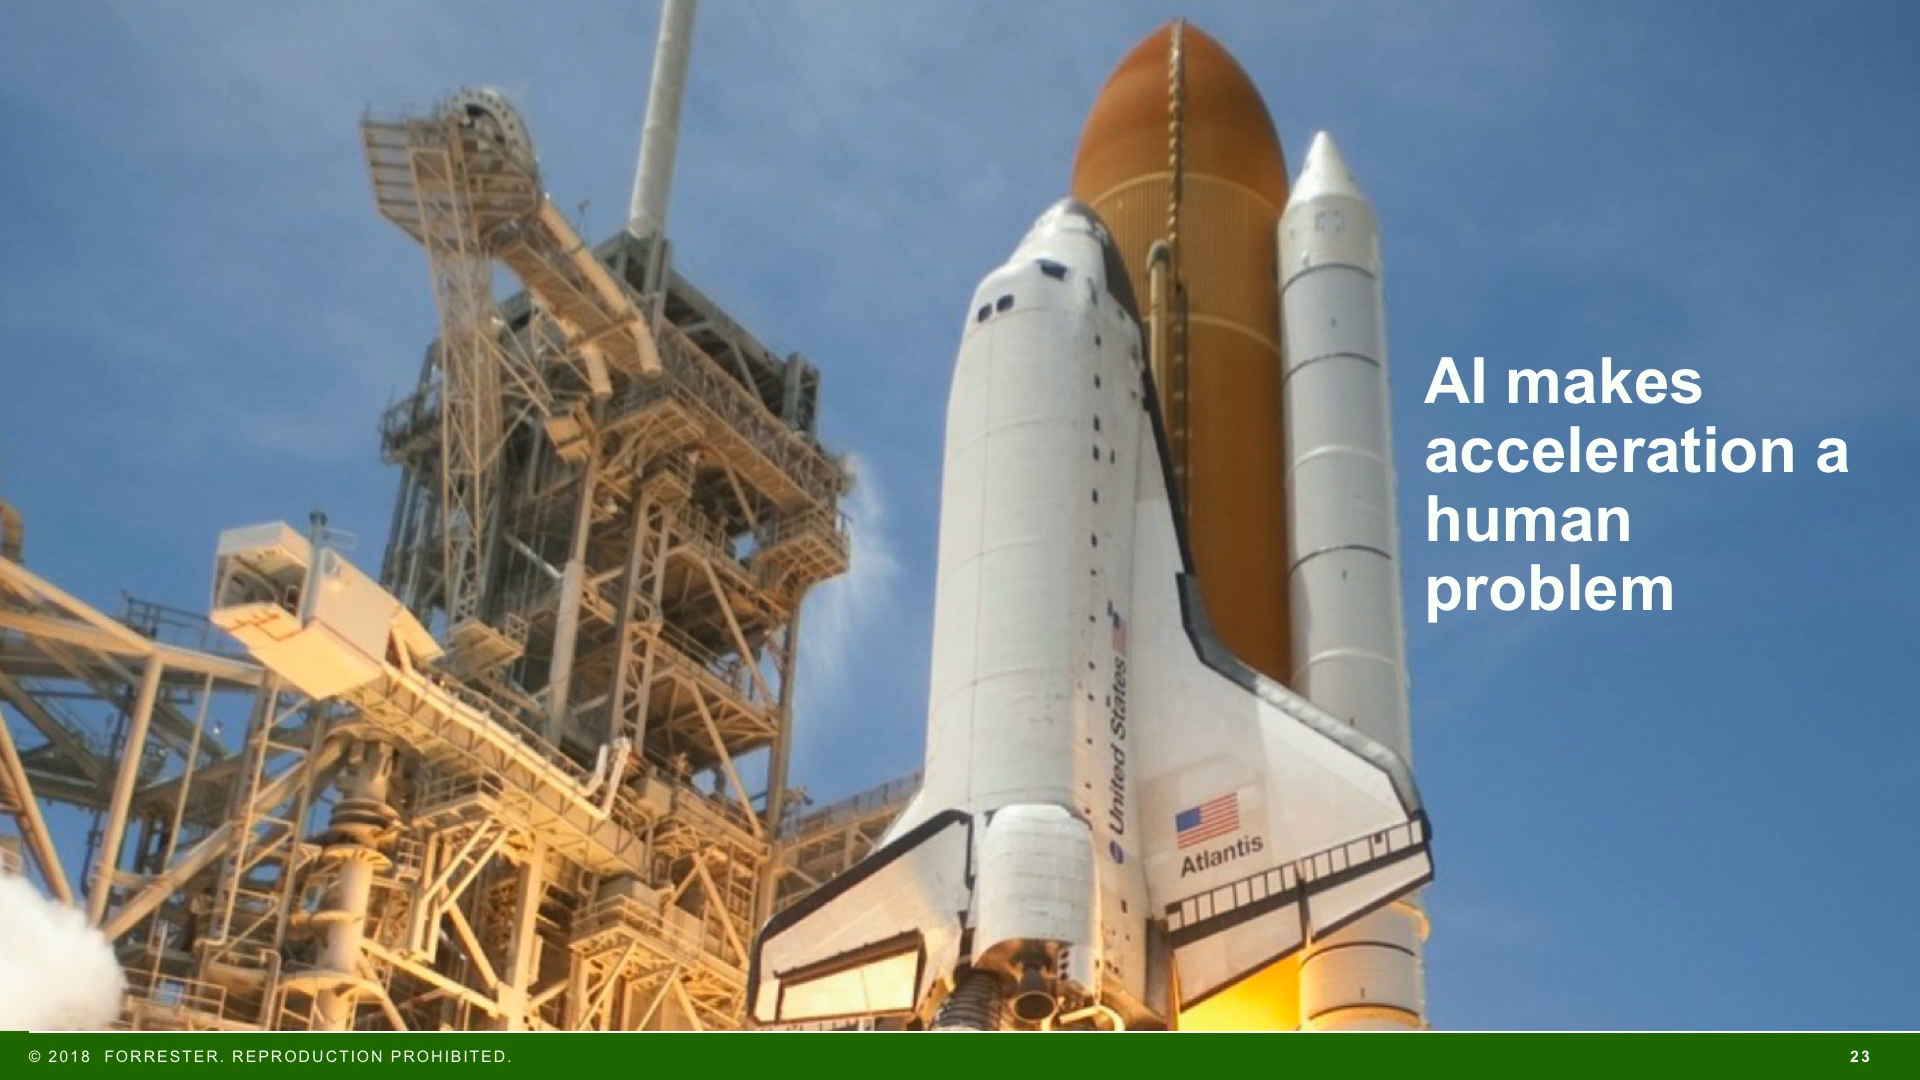 AI makes
acceleration a
human
problem
United States
Atlantis
© 2018 FORRESTER. REPRODUCTION PROHIBITED.
23